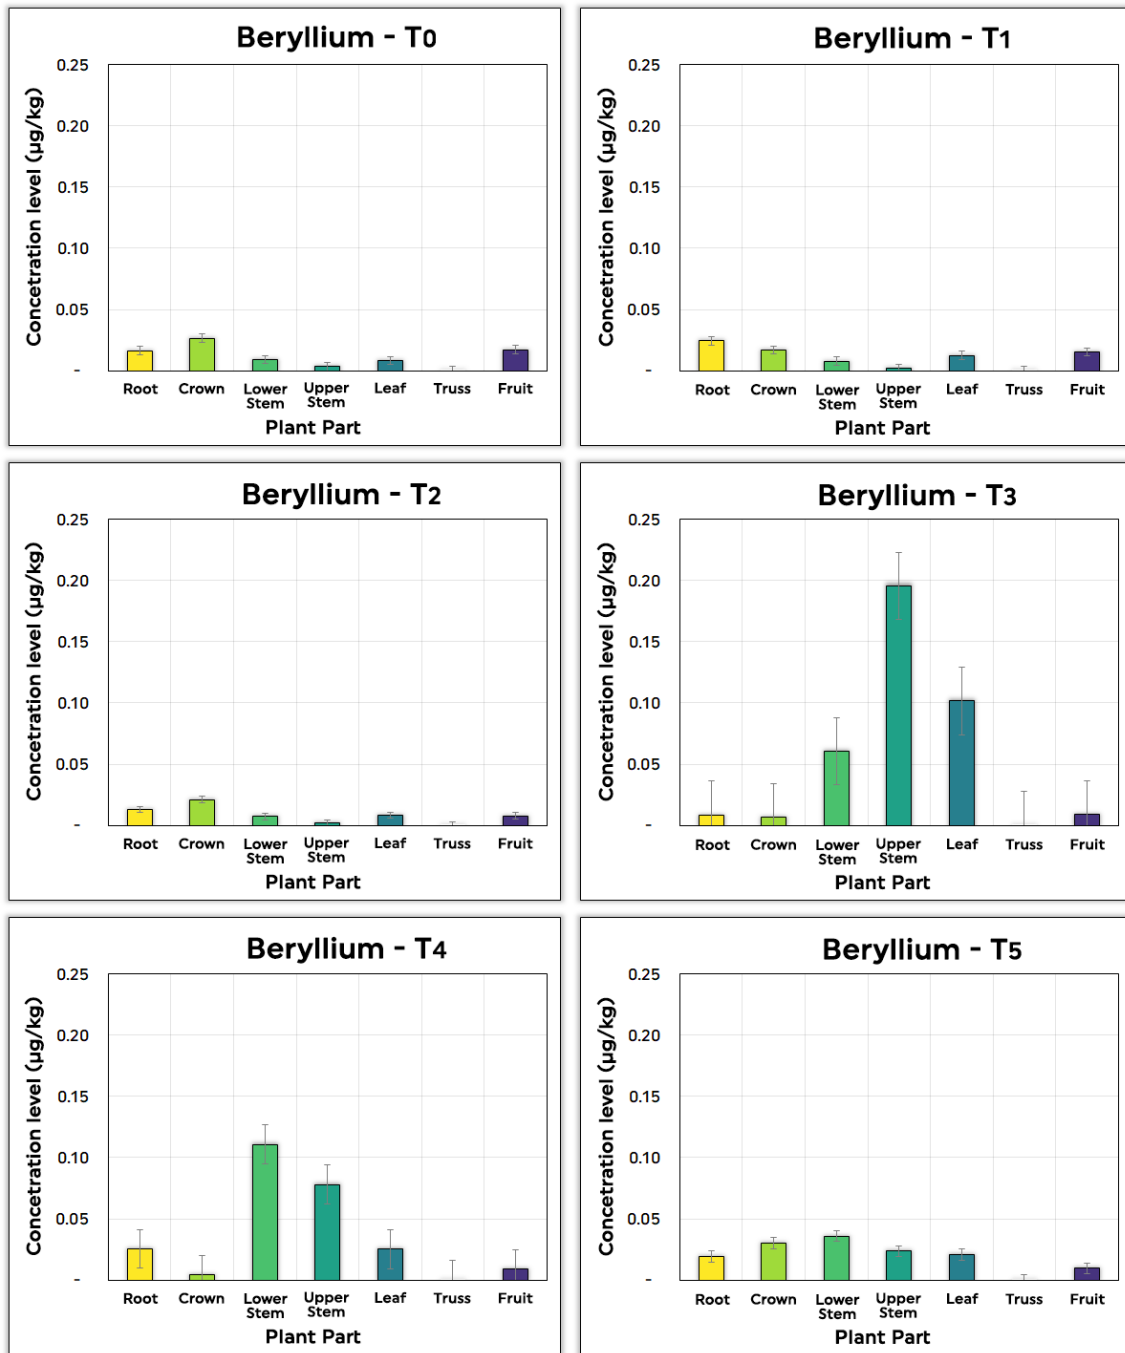 Beryllium - T0
Concetration level (µg/kg)
0.25
0.20
0.15
0.10
0.05
-
Root Crown Lower Stem Upper Stem Leaf Truss Fruit
Plant Part
Beryllium - T1
Concetration level (µg/kg)
0.25
0.20
0.15
0.10
0.05
-
Root Crown Lower Stem Upper Stem Leaf Truss Fruit
Plant Part
Beryllium - T2
Concetration level (µg/kg)
0.25
0.20
0.15
0.10
0.05
-
Root Crown Lower Stem Upper Stem Leaf Truss Fruit
Plant Part
Beryllium - T3
Concetration level (µg/kg)
0.25
0.20
0.15
0.10
0.05
-
Root Crown Lower Stem Upper Stem Leaf Truss Fruit
Plant Part
Beryllium - T4
Concetration level (µg/kg)
0.25
0.20
0.15
0.10
0.05
-
Root Crown Lower Stem Upper Stem Leaf Truss Fruit
Plant Part
Beryllium - T5
Concetration level (µg/kg)
0.25
0.20
0.15
0.10
0.05
-
Root Crown Lower Stem Upper Stem Leaf Truss Fruit
Plant Part